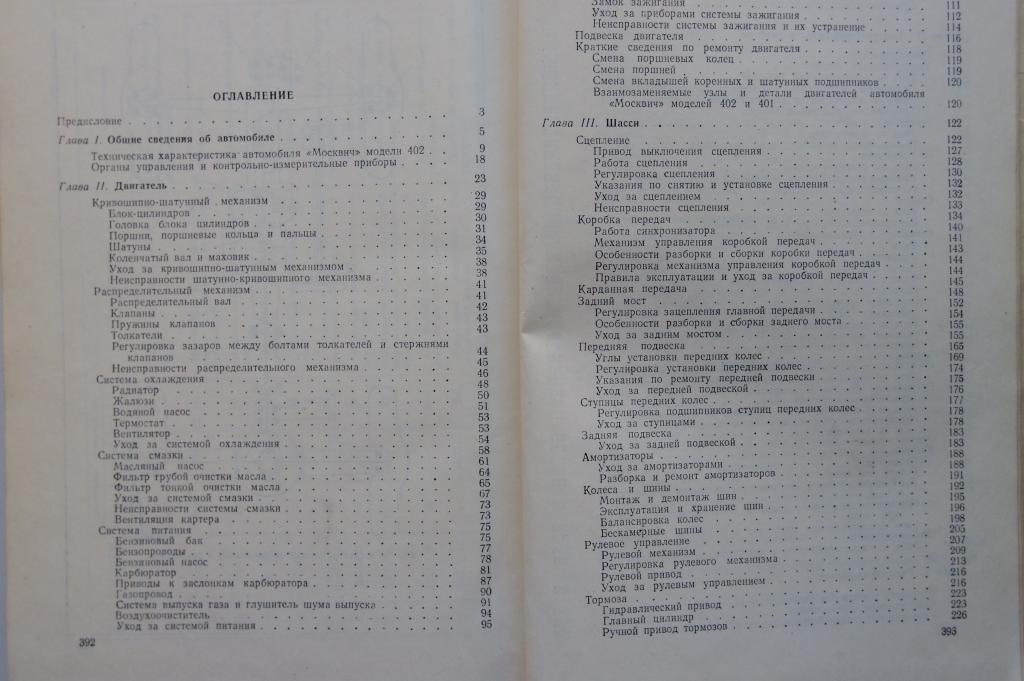 ОГЛАВЛЕНИЕ
Предисловие 3
Глава I. Общие сведения об автомобиле 5
Техническая характеристика автомобиля «Москвич» модели 402 9
Органы управления и контрольно-измерительные приборы 18
Глава II. Двигатель 23
Кривошипно-шатунный механизм 29
Блок-цилиндров 29
Головка блока цилиндров 30
Поршни, поршневые кольца и пальцы 31
Шатуны 34
Коленчатый вал и маховик 35
Уход за кривошипно-шатунным механизмом 38
Неисправности шатунно-кривошипного механизма 38
Распределительный механизм 41
Распределительный вал 41
Клапаны 42
Пружины клапанов 43
Толкатели 43
Регулировка зазоров между болтами толкателей и стержнями
клапанов 44
Неисправности распределительного механизма 45
Система охлаждения 46
Радиатор 48
Жалюзи 50
Водяной насос 51
Термостат 53
Вентилятор 53
Уход за системой охлаждения 54
Система смазки 58
Масляный насос 61
Фильтр грубой очистки масла 64
Фильтр тонкой очистки масла 65
Уход за системой смазки 67
Неисправности системы смазки 73
Вентиляция картера 73
Система питания 75
Бензиновый бак 75
Бензопроводы 77
Бензиновый насос 78
Карбюратор 81
Приводы к заслонкам карбюратора 87
Газопровод 90
Система выпуска газа и глушитель шума выпуска 91
Воздухоочиститель 94
Уход за системой питания 95
392
Замок зажигания 111
Уход за приборами системы зажигания 112
Неисправности системы зажигания и их устранение 114
Подвеска двигателя 116
Краткие сведения по ремонту двигателя 118
Смена поршневых колец 119
Смена поршней 119
Смена вкладышей коренных и шатунных подшипников 120
Взаимозаменяемые узлы и детали двигателей автомобиля
«Москвич» моделей 402 и 401 120
Глава III. Шасси 122
Сцепление 122
Привод выключения сцепления 127
Работа сцепления 128
Регулировка сцепления 130
Указания по снятию и установке сцепления 132
Уход за сцеплением 132
Неисправности сцепления 133
Коробка передач 134
Работа синхронизатора 140
Механизм управления коробкой передач 141
Особенности разборки и сборки коробки передач 143
Регулировка механизма управления коробкой передач 144
Правила эксплуатации и уход за коробкой передач 144
Карданная передача 145
Задний мост 148
Регулировка зацепления главной передачи 152
Особенности разборки и сборки заднего моста 154
Уход за задним мостом 155
Передняя подвеска 155
Углы установки передних колес 165
Регулировка установки передних колес 169
Указания по ремонту передней подвески 174
Уход за передней подвеской 175
Ступицы передних колес 176
Регулировка подшипников ступиц передних колес 177
Уход за ступицами 178
Задняя подвеска 178
Уход за задней подвеской 183
Амортизаторы 183
Уход за амортизаторами 188
Разборка и ремонт амортизаторов 188
Колеса и шины 191
Монтаж и демонтаж шин 192
Эксплуатация и хранение шин 195
Балансировка колес 196
Бескамерные шины 198
Рулевое управление 205
Рулевой механизм 207
Регулировка рулевого механизма 209
Рулевой привод 213
Уход за рулевым управлением 216
Тормоза 216
Гидравлический привод 223
Главный цилиндр 223
Ручной привод тормозов 226
393